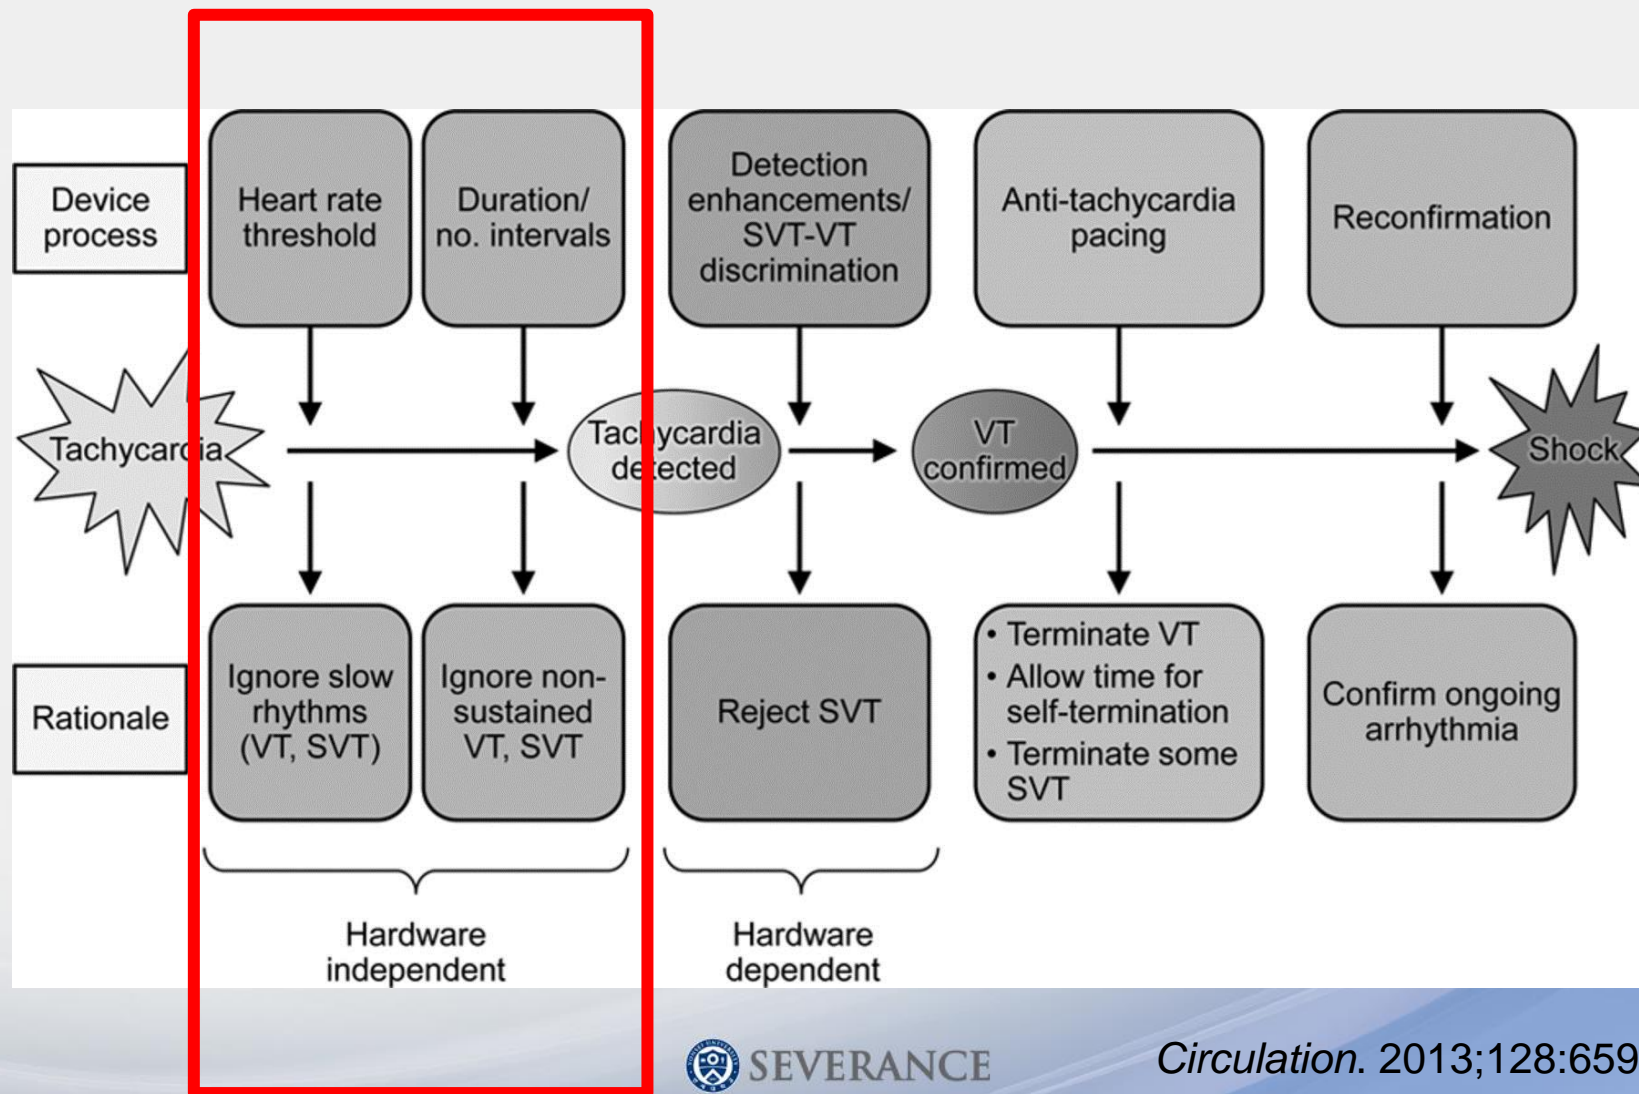 Device
process
Heart rate
threshold
Duration/
no. intervals
Detection
enhancements/
SVT-VT
discrimination
Anti-tachycardia
pacing
Reconfirmation
Tachycardia
Tachycardia
detected
VT
confirmed
Shock
Rationale
Ignore slow
rhythms
(VT, SVT)
Ignore non-
sustained
VT, SVT
Reject SVT
• Terminate VT
• Allow time for
self-termination
• Terminate some
SVT
Confirm ongoing
arrhythmia
Hardware
independent
Hardware
dependent
SEVERANCE
Circulation. 2013;128:659